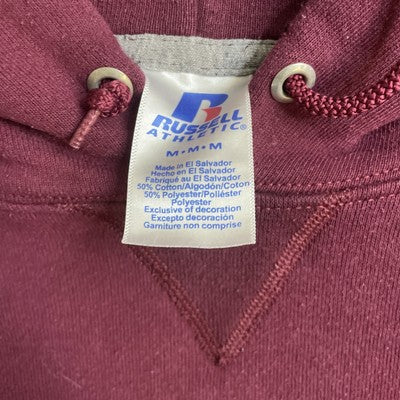 RUSSELL
ATHLETIC®
M-M-M
Made in El Salvador
Hecho en El Salvador
Fabriqué au El Salvador
50% Cotton/Algodón/Coton
50% Polyester/Poliéster
Polyester
Exclusive of decoration
Excepto decoración
Garniture non comprise